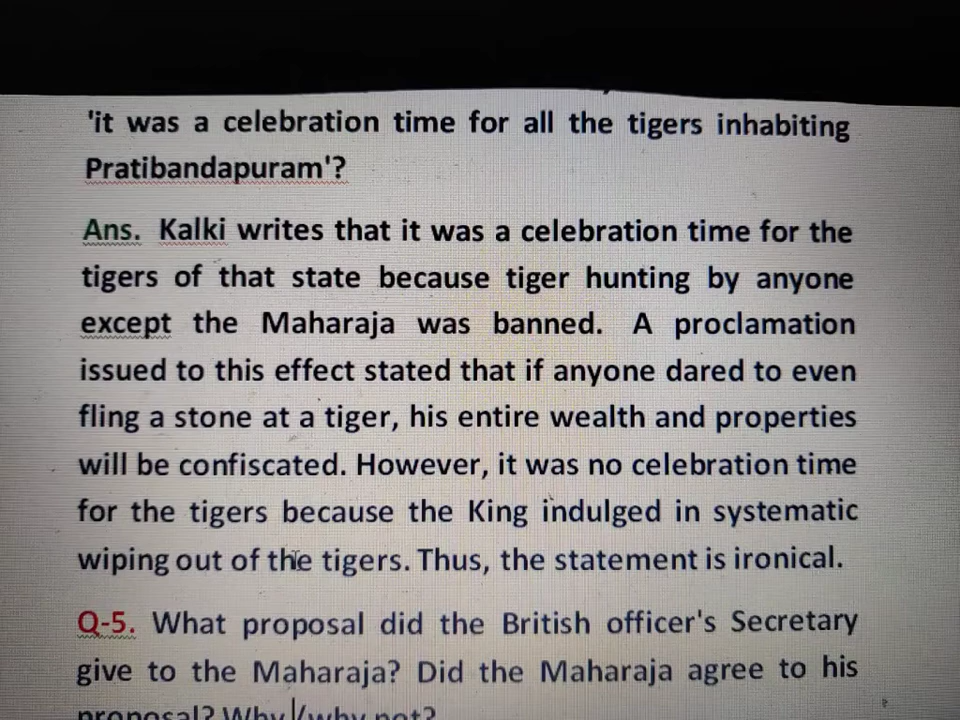 'it was a celebration time for all the tigers inhabiting
Pratibandapuram'?
Ans. Kalki writes that it was a celebration time for the
tigers of that state because tiger hunting by anyone
except the Maharaja was banned. A proclamation
issued to this effect stated that if anyone dared to even
fling a stone at a tiger, his entire wealth and properties
will be confiscated. However, it was no celebration time
for the tigers because the King indulged in systematic
wiping out of the tigers. Thus, the statement is ironical.
Q-5. What proposal did the British officer's Secretary
give to the Maharaja? Did the Maharaja agree to his
proposal? Why/why not?